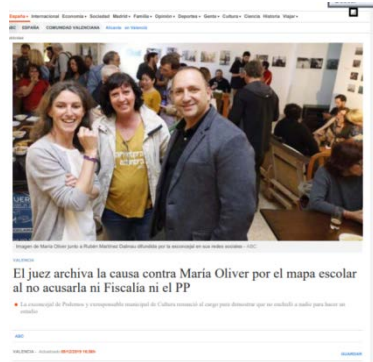 España Internacional Economía Sociedad Madrid Familia Opinión Deportes Gente Cultura Ciencia Historia Viajar
ABC ESPAÑA COMUNIDAD VALENCIANA Alicante
Imagen de María Oliver junto a Rubén Martínez Dalmau difundida por la exconcejal en sus redes sociales - ABC
VALENCIA
El juez archiva la causa contra María Oliver por el mapa escolar
al no acusarla ni Fiscalía ni el PP
La exconcejal de Podemos y exresponsable municipal de Cultura renunció al cargo para demostrar que no enchufó a nadie para hacer un
estudio
ABC
VALENCIA - Actualizado
GUARDAR